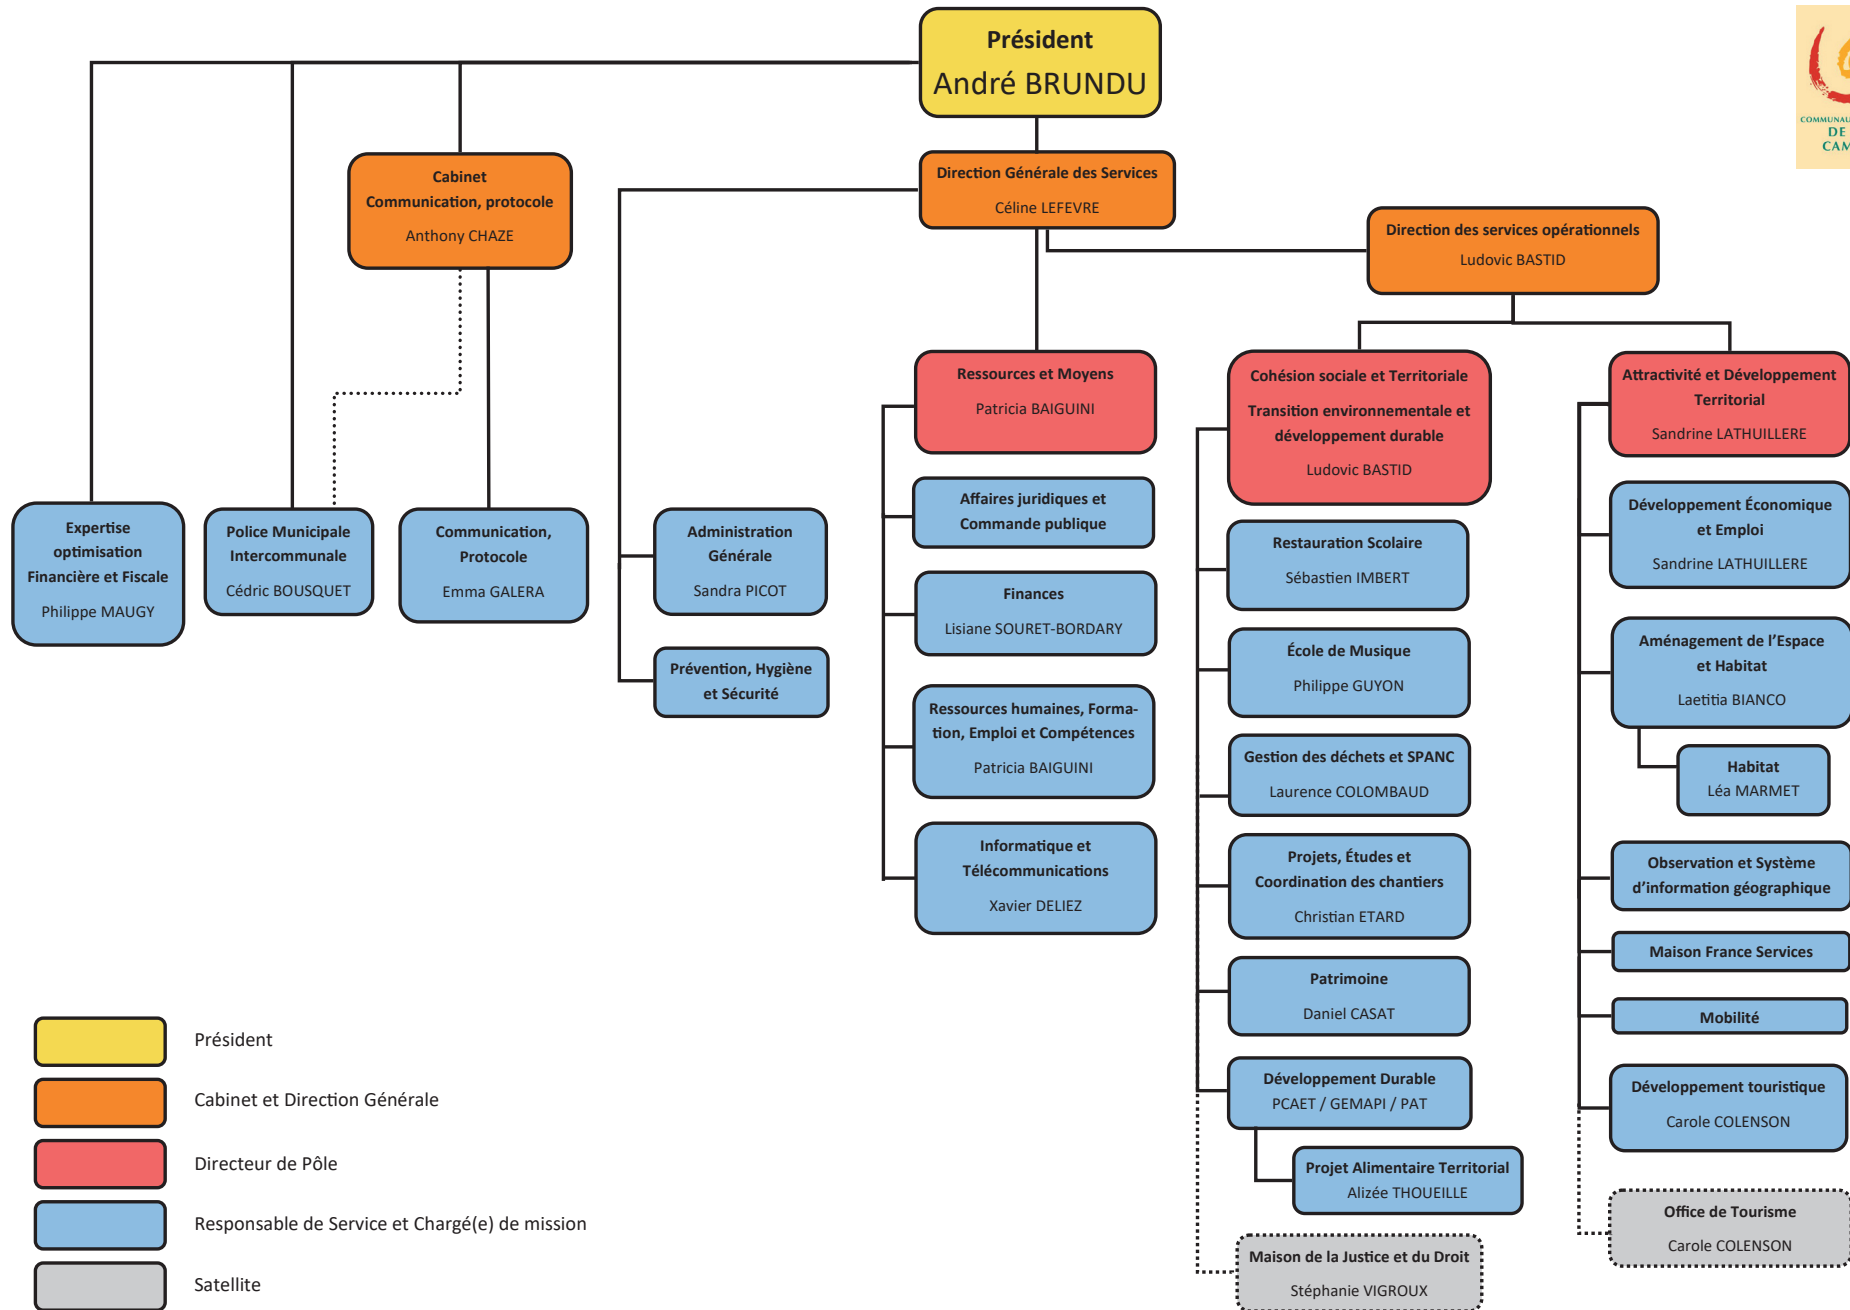 Président
André BRUNDU
COMMUNAU
DE
CAM
Cabinet
Communication, protocole
Anthony CHAZE
Direction Générale des Services
Céline LEFEVRE
Direction des services opérationnels
Ludovic BASTID
Ressources et Moyens
Patricia BAIGUINI
Cohésion sociale et Territoriale
Transition environnementale et
développement durable
Ludovic BASTID
Attractivité et Développement
Territorial
Sandrine LATHUILLERE
Expertise
optimisation
Financière et Fiscale
Philippe MAUGY
Police Municipale
Intercommunale
Cédric BOUSQUET
Communication,
Protocole
Emma GALERA
Administration
Générale
Sandra PICOT
Prévention, Hygiène
et Sécurité
Affaires juridiques et
Commande publique
Finances
Lisiane SOURET-BORDARY
Ressources humaines, Forma-
tion, Emploi et Compétences
Patricia BAIGUINI
Informatique et
Télécommunications
Xavier DELIEZ
Restauration Scolaire
Sébastien IMBERT
École de Musique
Philippe GUYON
Gestion des déchets et SPANC
Laurence COLOMBAUD
Projets, Études et
Coordination des chantiers
Christian ETARD
Patrimoine
Daniel CASAT
Développement Durable
PCAET / GEMAPI / PAT
Projet Alimentaire Territorial
Alizée THOUEILLE
Maison de la Justice et du Droit
Stéphanie VIGROUX
Développement Économique
et Emploi
Sandrine LATHUILLERE
Aménagement de l’Espace
et Habitat
Laetitia BIANCO
Habitat
Léa MARMET
Observation et Système
d’information géographique
Maison France Services
Mobilité
Développement touristique
Carole COLENSON
Office de Tourisme
Carole COLENSON
Président
Cabinet et Direction Générale
Directeur de Pôle
Responsable de Service et Chargé(e) de mission
Satellite